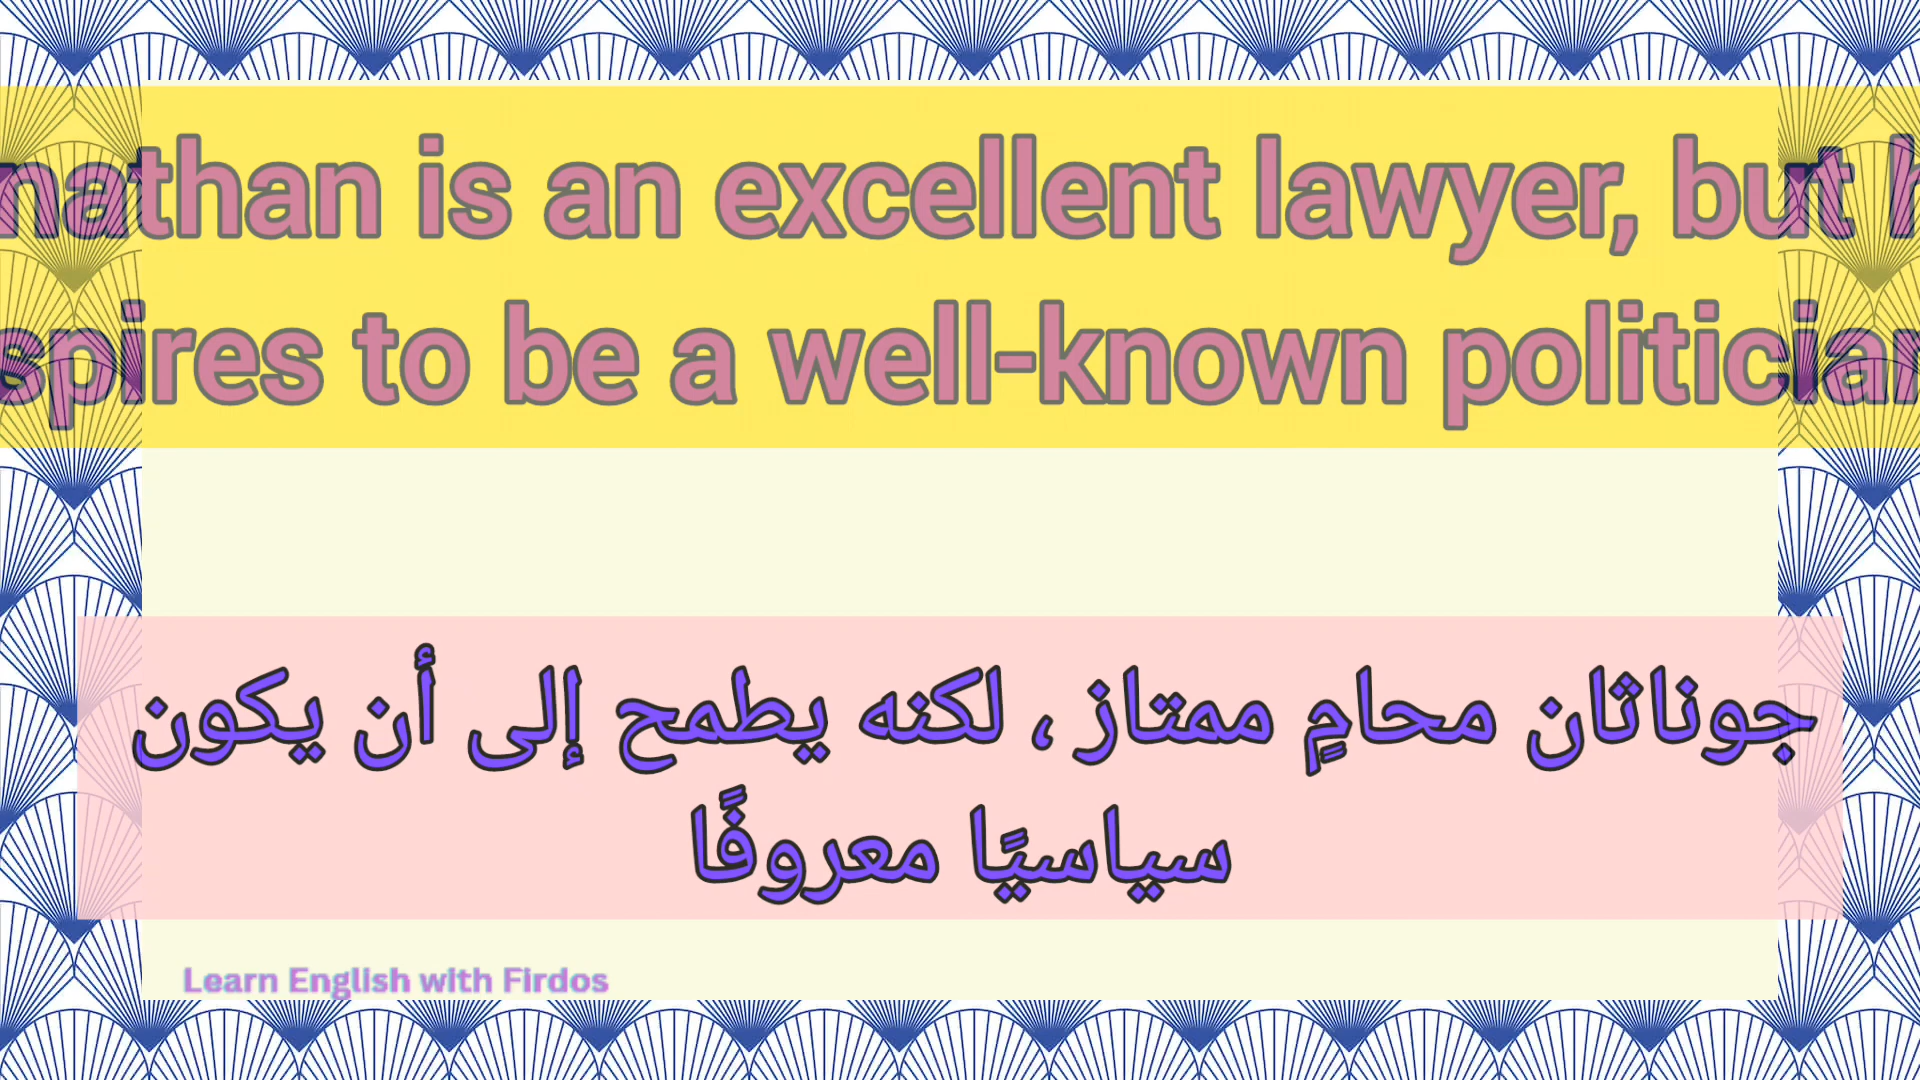 nathan is an excellent lawyer, but h
spires to be a well-known politician
جوناثان محامٍ ممتاز ، لكنه يطمح إلى أن يكون
سياسيًا معروفًا
Learn English with Firdos